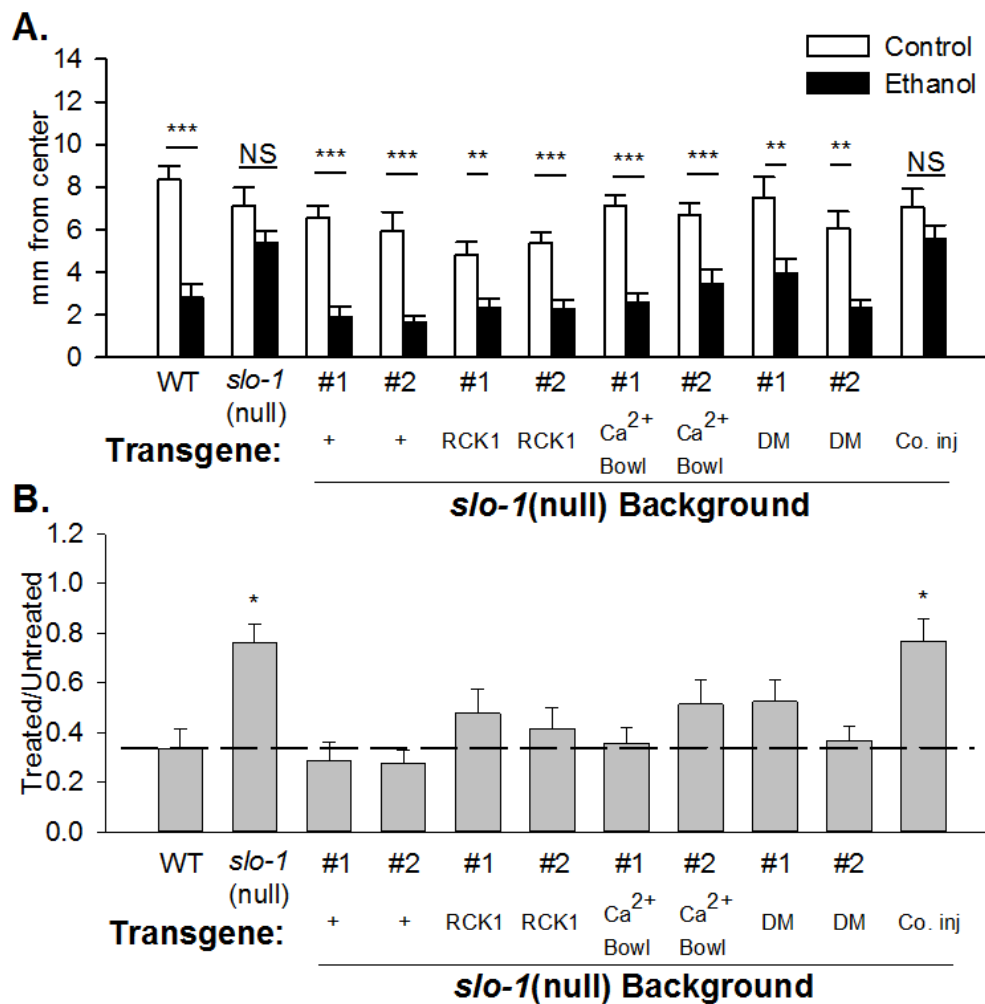 A.
Control
Ethanol
14
12
10
8
6
4
2
0
mm from center
*** NS *** *** ** *** *** *** ** ** NS
WT slo-1 #1 #2 #1 #2 #1 #2 #1 #2
(null)
Transgene: + + RCK1 RCK1 Ca2+ Bowl Ca2+ Bowl DM DM Co. inj
slo-1(null) Background
B.
1.2
1.0
0.8
0.6
0.4
0.2
0.0
Treated/Untreated
* *
WT slo-1 #1 #2 #1 #2 #1 #2 #1 #2
(null)
Transgene: + + RCK1 RCK1 Ca2+ Bowl Ca2+ Bowl DM DM Co. inj
slo-1(null) Background